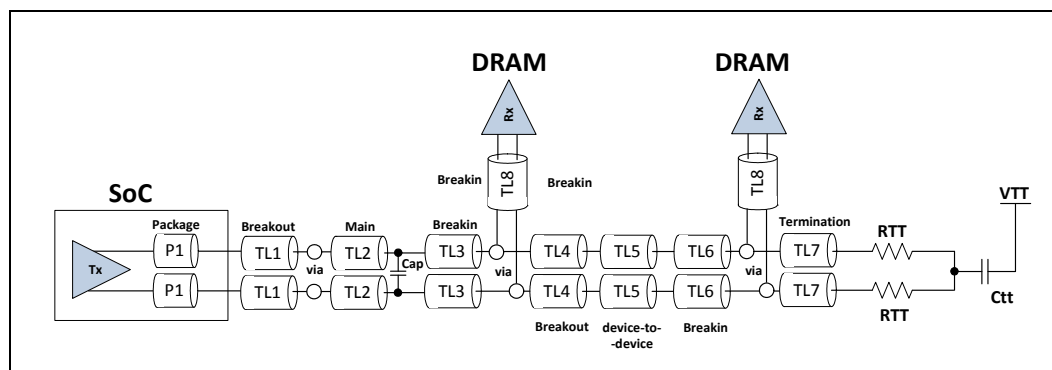 DRAM
DRAM
Rx
Rx
TL8
TL8
Breakin
Breakin
SoC
Package
Breakout
Main
Breakin
Termination
VTT
RTT
Tx
P1
TL1
via
TL2
Cap
TL3
via
TL4
TL5
TL6
via
TL7
P1
TL1
TL2
TL3
TL4
TL5
TL6
TL7
RTT
Ctt
Breakout
device-to-
-device
Breakin